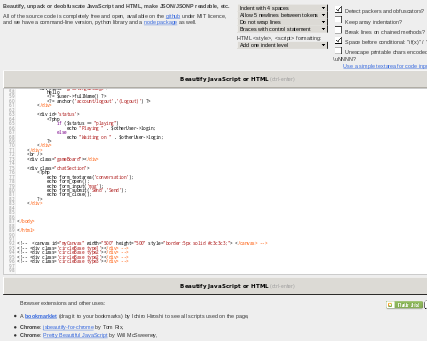 Beautify, unpack or deobfuscate JavaScript and HTML, make JSON/JSONP readable, etc.
All of the source code is completely free and open, available on the github under MIT licence,
and we have a command line version, python library and a node package as well.
Indent with 4 spaces
Allow 5 newlines between tokens
Do not wrap lines
Braces with control statement
HTML <style>, <script> formatting:
Add one indent level
Detect packers and obfuscators?
Keep array indentation?
Break lines on chained methods?
Space before conditional: "if(x)" /
Unescape printable chars encoded
\uNNNN?
Use a simple textarea for code inp
Beautify JavaScript or HTML (ctrl-enter)
Hello
<?= $user->fullName() ?>
<?= anchor('account/logout','(Logout)') ?>
</div>
<div id='status'>
<?php
if ($status == "playing")
echo "Playing " . $otherUser->login;
else
echo "Waiting on " . $otherUser->login;
?>
</div>
</div>
<br />
<div class="gameBoard"></div>
<div class="chatSection">
<?php
echo form_textarea('conversation');
echo form_open();
echo form_input('msg');
echo form_submit('Send','Send');
echo form_close();
?>
</div>
</body>
</html>
<!-- <canvas id="myCanvas" width="500" height="500" style="border:5px solid #c3c3c3;"> </canvas> -->
<!-- <div class="circleBase type1"></div> -->
<!-- <div class="circleBase type2"></div> -->
<!-- <div class="circleBase type3"></div> -->
Beautify JavaScript or HTML (ctrl-enter)
Browser extensions and other uses:
A bookmarklet (drag it to your bookmarks) by Ichiro Hiroshi to see all scripts used on the page,
Chrome: jsbeautify-for-chrome by Tom Rix,
Chrome: Pretty Beautiful JavaScript by Will McSweeney,